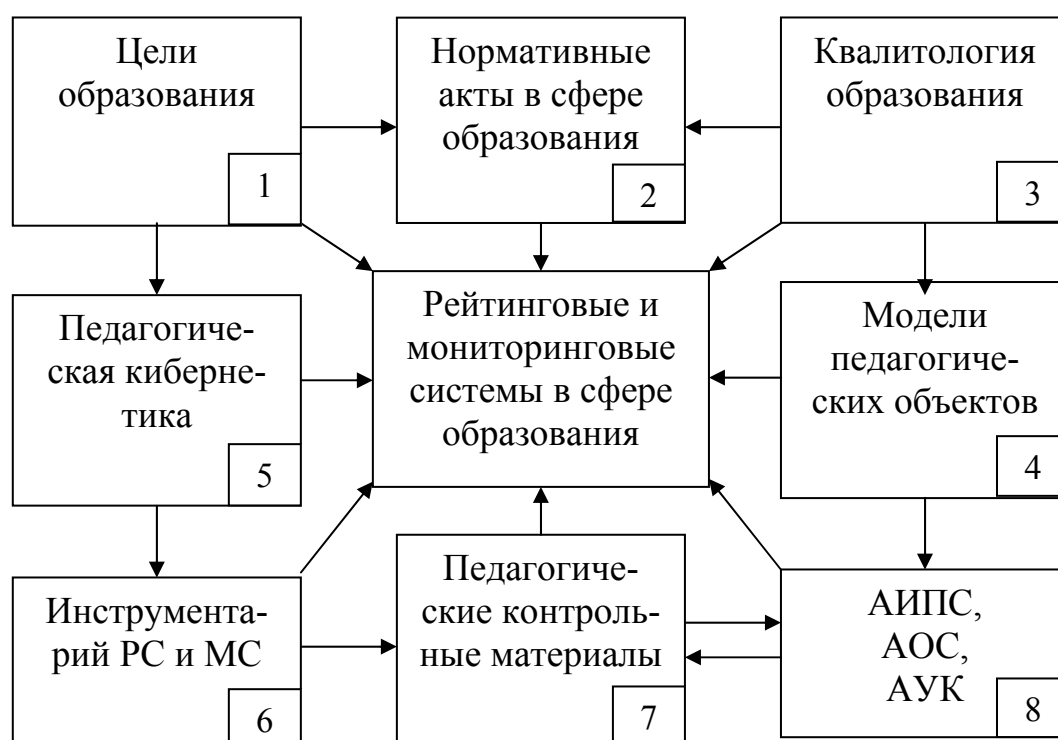 Цели
образования
1
Нормативные
акты в сфере
образования
2
Квалитология
образования
3
Педагогиче-
ская киберне-
тика
5
Рейтинговые и
мониторинговые
системы в сфере
образования
Модели
педагогиче-
ских объектов
4
Инструмента-
рий РС и МС
6
Педагогиче-
ские контроль-
ные материалы
7
АИПС,
АОС,
АУК
8